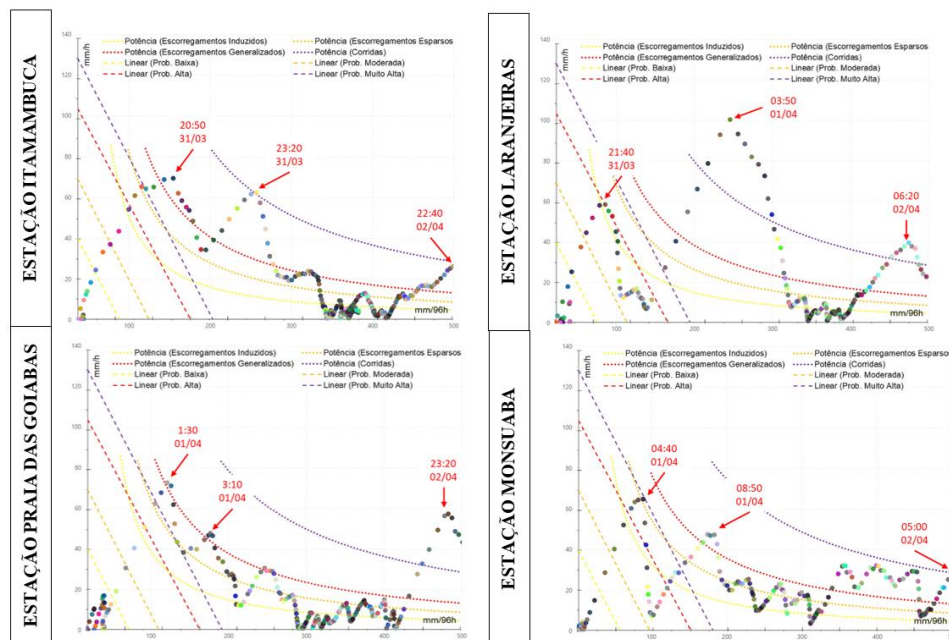 ESTAÇÃO ITAMAMBUCA
140
mm/h
Potência (Escorregamentos Induzidos)
Potência (Escorregamentos Esparsos)
Potência (Escorregamentos Generalizados)
Potência (Corridas)
Linear (Prob. Baixa)
Linear (Prob. Moderada)
Linear (Prob. Alta)
Linear (Prob. Muito Alta)
120
100
80
60
40
20
0
20:50
31/03
23:20
31/03
22:40
02/04
mm/96h
100
200
300
400
500
ESTAÇÃO LARANJEIRAS
140
mm/h
Potência (Escorregamentos Induzidos)
Potência (Escorregamentos Esparsos)
Potência (Escorregamentos Generalizados)
Potência (Corridas)
Linear (Prob. Baixa)
Linear (Prob. Moderada)
Linear (Prob. Alta)
Linear (Prob. Muito Alta)
120
100
80
60
40
20
0
21:40
31/03
03:50
01/04
06:20
02/04
mm/96h
100
200
300
400
500
ESTAÇÃO PRAIA DAS GOIABAS
140
mm/h
Potência (Escorregamentos Induzidos)
Potência (Escorregamentos Esparsos)
Potência (Escorregamentos Generalizados)
Potência (Corridas)
Linear (Prob. Baixa)
Linear (Prob. Moderada)
Linear (Prob. Alta)
Linear (Prob. Muito Alta)
120
100
80
60
40
20
0
1:30
01/04
3:10
01/04
23:20
02/04
mm/96h
100
200
300
400
500
ESTAÇÃO MONSUABA
140
mm/h
Potência (Escorregamentos Induzidos)
Potência (Escorregamentos Esparsos)
Potência (Escorregamentos Generalizados)
Potência (Corridas)
Linear (Prob. Baixa)
Linear (Prob. Moderada)
Linear (Prob. Alta)
Linear (Prob. Muito Alta)
120
100
80
60
40
20
0
04:40
01/04
08:50
01/04
05:00
02/04
mm/96h
100
200
300
400
500